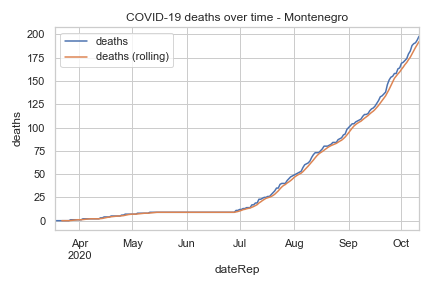 COVID-19 deaths over time - Montenegro
deaths
deaths (rolling)
200
175
150
125
100
75
50
25
0
deaths
Apr
2020
May
Jun
Jul
Aug
Sep
Oct
dateRep